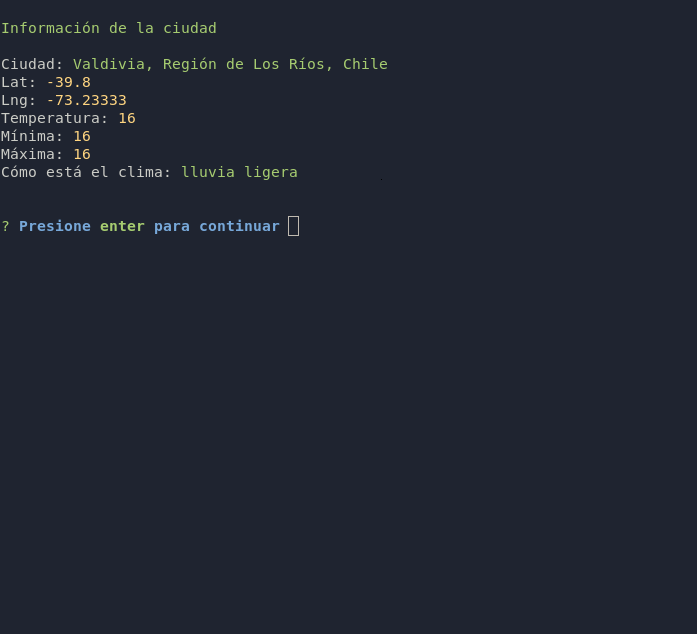 Información de la ciudad
Ciudad: Valdivia, Región de Los Ríos, Chile
Lat: -39.8
Lng: -73.23333
Temperatura: 16
Mínima: 16
Máxima: 16
Cómo está el clima: lluvia ligera
? Presione enter para continuar